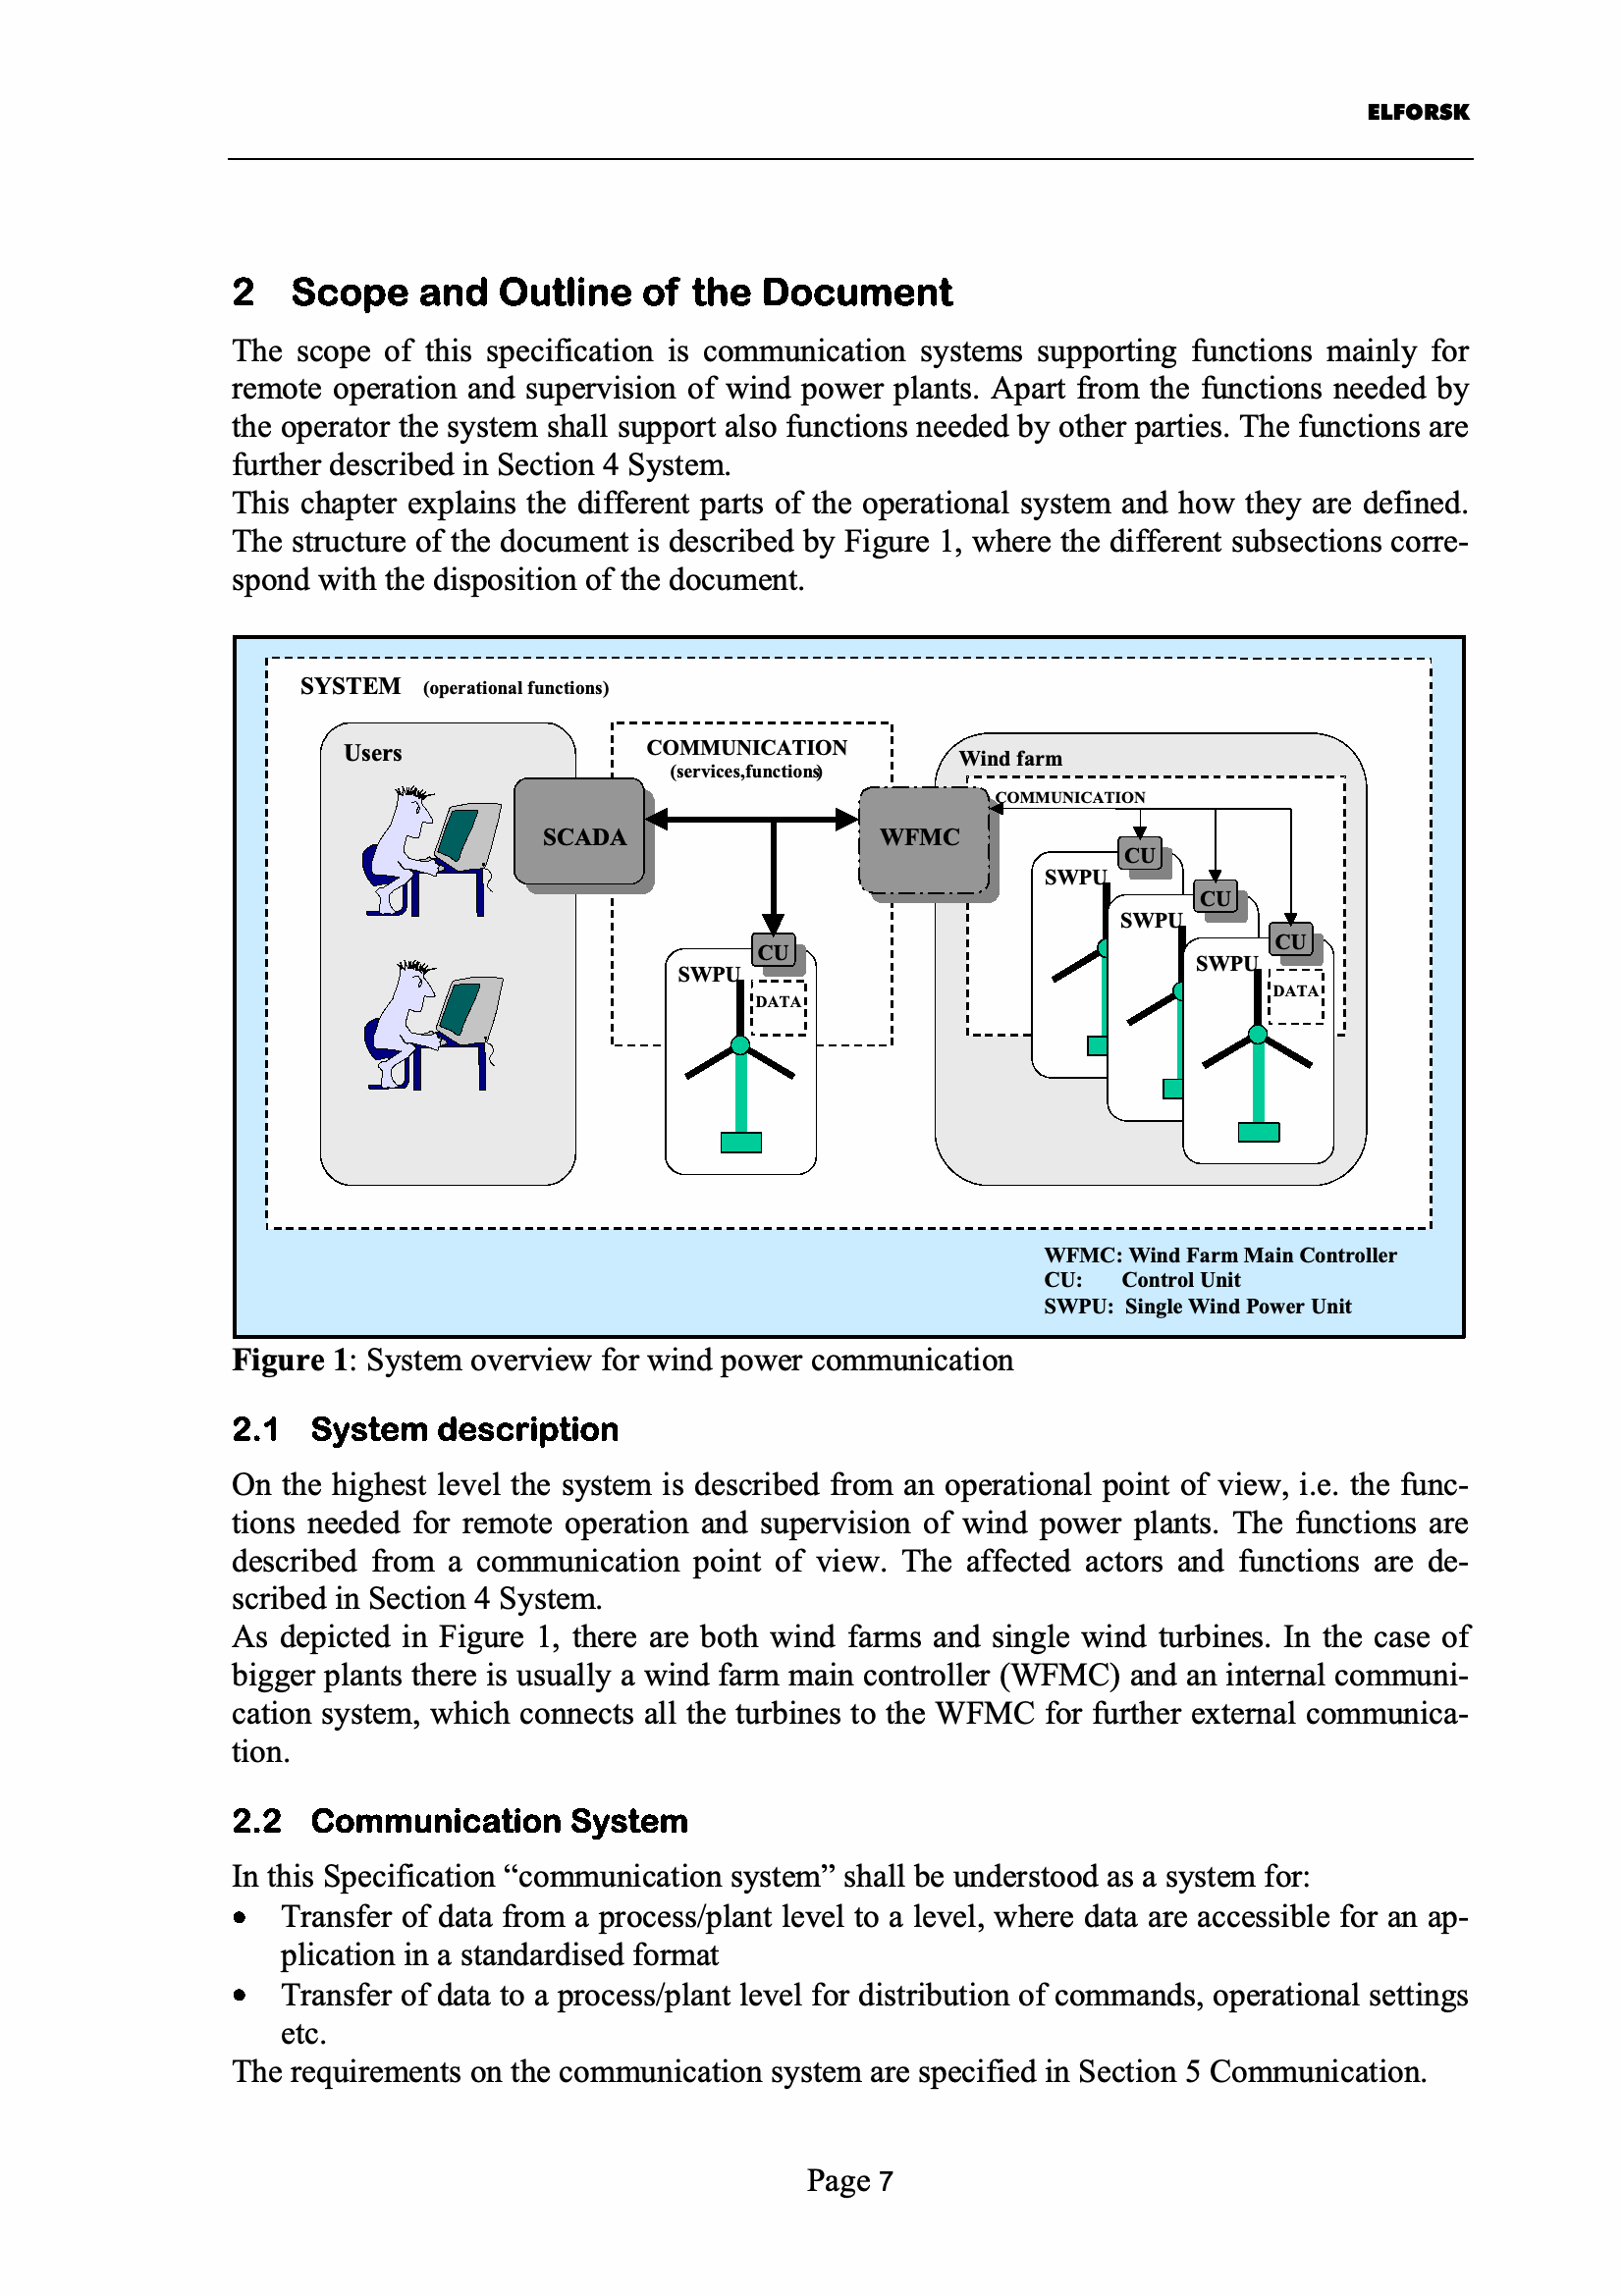 ELFORSK
2 Scope and Outline of the Document
The scope of this specification is communication systems supporting functions mainly for
remote operation and supervision of wind power plants. Apart from the functions needed by
the operator the system shall support also functions needed by other parties. The functions are
further described in Section 4 System.
This chapter explains the different parts of the operational system and how they are defined.
The structure of the document is described by Figure 1, where the different subsections corre-
spond with the disposition of the document.
SYSTEM (operational functions)
Users
COMMUNICATION
(services,functions)
Wind farm
COMMUNICATION
SCADA
WFMC
CU
SWPU
CU
SWPU
CU
SWPU
DATA
CU
SWPU
DATA
WFMC: Wind Farm Main Controller
CU: Control Unit
SWPU: Single Wind Power Unit
Figure 1: System overview for wind power communication
2.1 System description
On the highest level the system is described from an operational point of view, i.e. the func-
tions needed for remote operation and supervision of wind power plants. The functions are
described from a communication point of view. The affected actors and functions are de-
scribed in Section 4 System.
As depicted in Figure 1, there are both wind farms and single wind turbines. In the case of
bigger plants there is usually a wind farm main controller (WFMC) and an internal communi-
cation system, which connects all the turbines to the WFMC for further external communica-
tion.
2.2 Communication System
In this Specification “communication system” shall be understood as a system for:
• Transfer of data from a process/plant level to a level, where data are accessible for an ap-
plication in a standardised format
• Transfer of data to a process/plant level for distribution of commands, operational settings
etc.
The requirements on the communication system are specified in Section 5 Communication.
Page 7